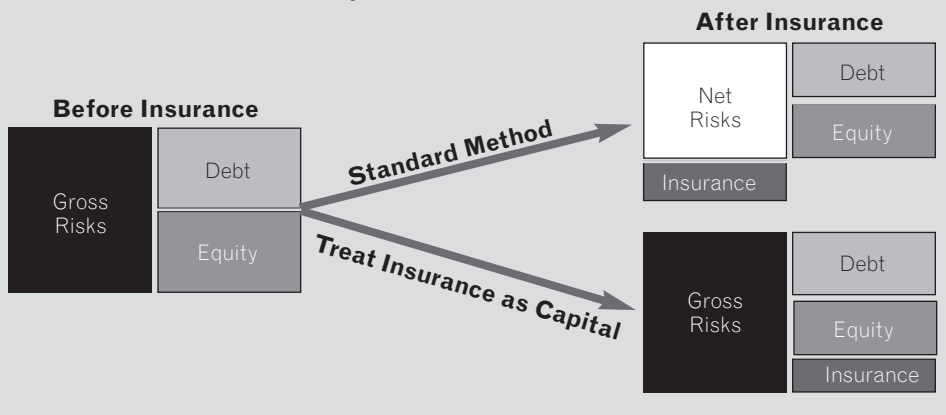 Before Insurance
Gross
Risks
Debt
Equity
Standard Method
Treat Insurance as Capital
After Insurance
Net
Risks
Insurance
Debt
Equity
Gross
Risks
Debt
Equity
Insurance